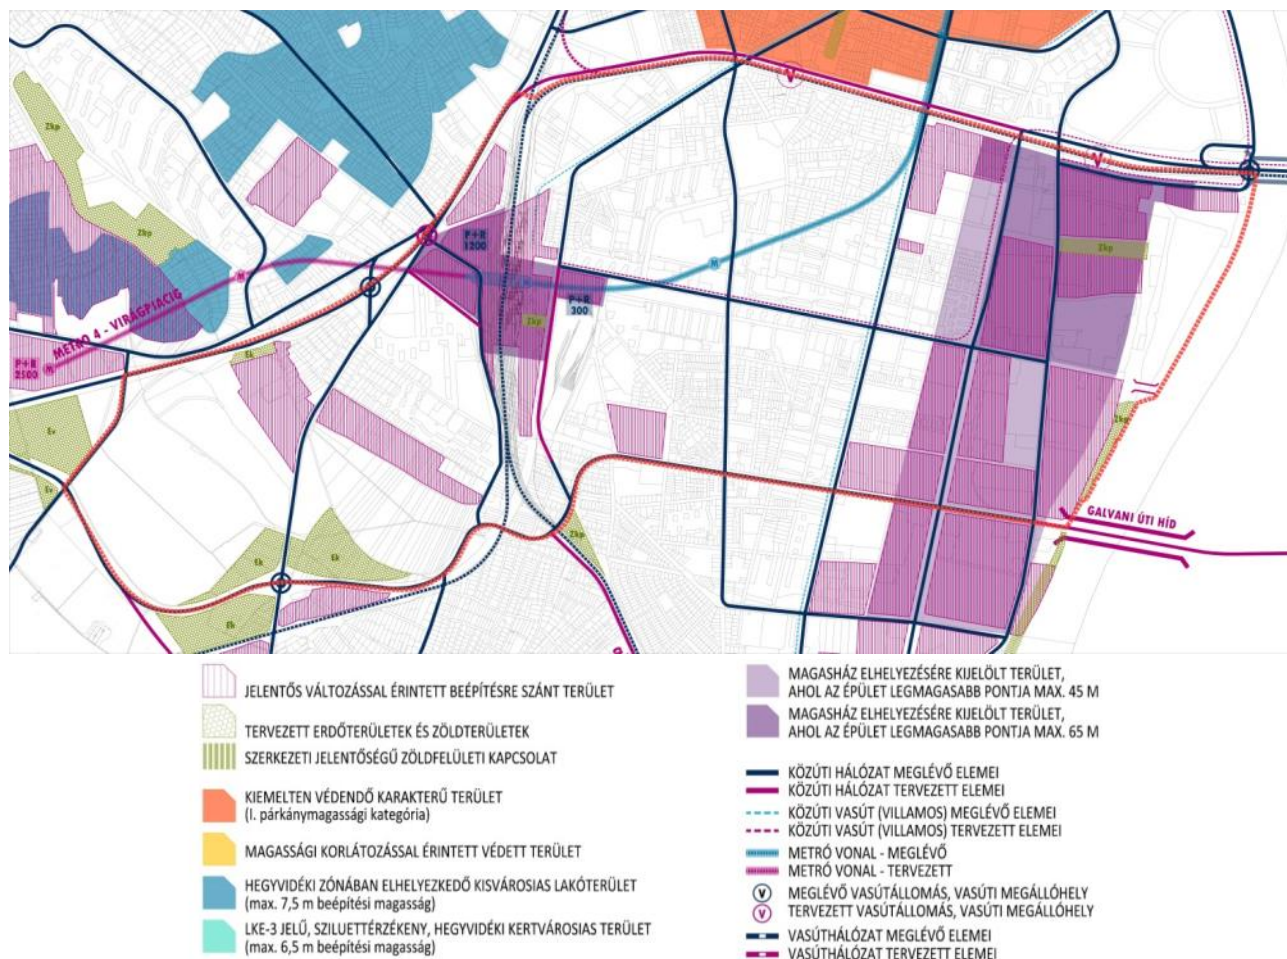 Zkp
Zkp
P+R
1200
V
V
Zkp
M
M
METRO 4 - VIRÁGPIACIG
P+R
300
Zkp
P+R
2500
M
Ek
Zkp
Ev
Ev
GALVANI ÚTI HÍD
Zkp
Ek
Ek
Eb
JELENTŐS VÁLTOZÁSSAL ÉRINTETT BEÉPÍTÉSRE SZÁNT TERÜLET
TERVEZETT ERDŐTERÜLETEK ÉS ZÖLDTERÜLETEK
SZERKEZETI JELENTŐSÉGŰ ZÖLDFELÜLETI KAPCSOLAT
KIEMELTEN VÉDENDŐ KARAKTERŰ TERÜLET
(I. párkánymagassági kategória)
MAGASSÁGI KORLÁTOZÁSSAL ÉRINTETT VÉDETT TERÜLET
HEGYVIDÉKI ZÓNÁBAN ELHELYEZKEDŐ KISVÁROSIAS LAKÓTERÜLET
(max. 7,5 m beépítési magasság)
LKE-3 JELŰ, SZILUETTÉRZÉKENY, HEGYVIDÉKI KERTVÁROSIAS TERÜLET
(max. 6,5 m beépítési magasság)
MAGASHÁZ ELHELYEZÉSÉRE KIJELÖLT TERÜLET,
AHOL AZ ÉPÜLET LEGMAGASABB PONTJA MAX. 45 M
MAGASHÁZ ELHELYEZÉSÉRE KIJELÖLT TERÜLET,
AHOL AZ ÉPÜLET LEGMAGASABB PONTJA MAX. 65 M
KÖZÚTI HÁLÓZAT MEGLÉVŐ ELEMEI
KÖZÚTI HÁLÓZAT TERVEZETT ELEMEI
KÖZÚTI VASÚT (VILLAMOS) MEGLÉVŐ ELEMEI
KÖZÚTI VASÚT (VILLAMOS) TERVEZETT ELEMEI
METRÓ VONAL - MEGLÉVŐ
METRÓ VONAL - TERVEZETT
V MEGLÉVŐ VASÚTÁLLOMÁS, VASÚTI MEGÁLLÓHELY
V TERVEZETT VASÚTÁLLOMÁS, VASÚTI MEGÁLLÓHELY
VASÚTHÁLÓZAT MEGLÉVŐ ELEMEI
VASÚTHÁLÓZAT TERVEZETT ELEMEI